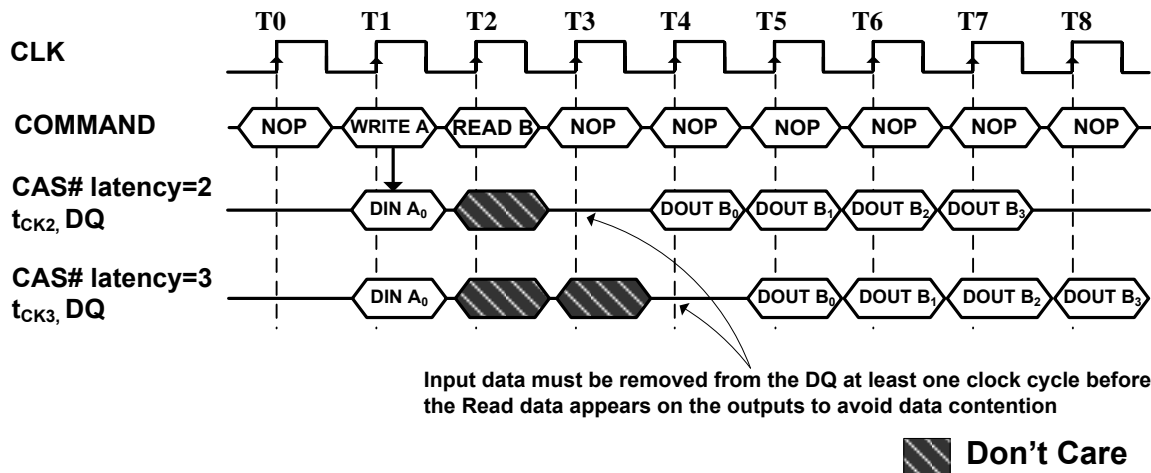 T0 T1 T2 T3 T4 T5 T6 T7 T8
CLK
COMMAND NOP WRITE A READ B NOP NOP NOP NOP NOP NOP
CAS# latency=2
tCK2, DQ DIN A0 DOUT B0 DOUT B1 DOUT B2 DOUT B3
CAS# latency=3
tCK3, DQ DIN A0 DOUT B0 DOUT B1 DOUT B2 DOUT B3
Input data must be removed from the DQ at least one clock cycle before
the Read data appears on the outputs to avoid data contention
Don't Care